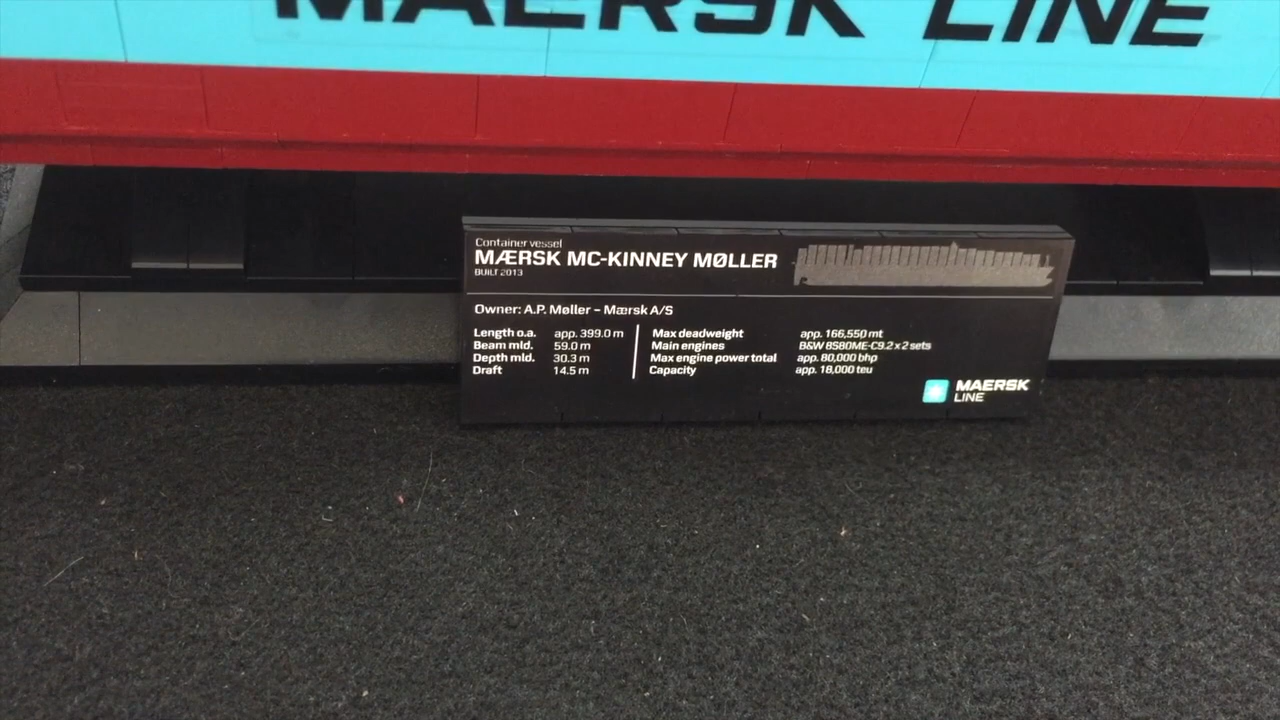 MAERSK LINE
Container vessel
MÆRSK MC-KINNEY MØLLER
BUILT 2013
Owner: A.P. Møller - Mærsk A/S
Length o.a. app. 399.0 m Max deadweight app. 166,550 mt
Beam mld. 59.0 m Main engines B&W 8S80ME-C9.2 x 2 sets
Depth mld. 30.3 m Max engine power total app. 80,000 bhp
Draft 14.5 m Capacity app. 18,000 teu
MAERSK
LINE